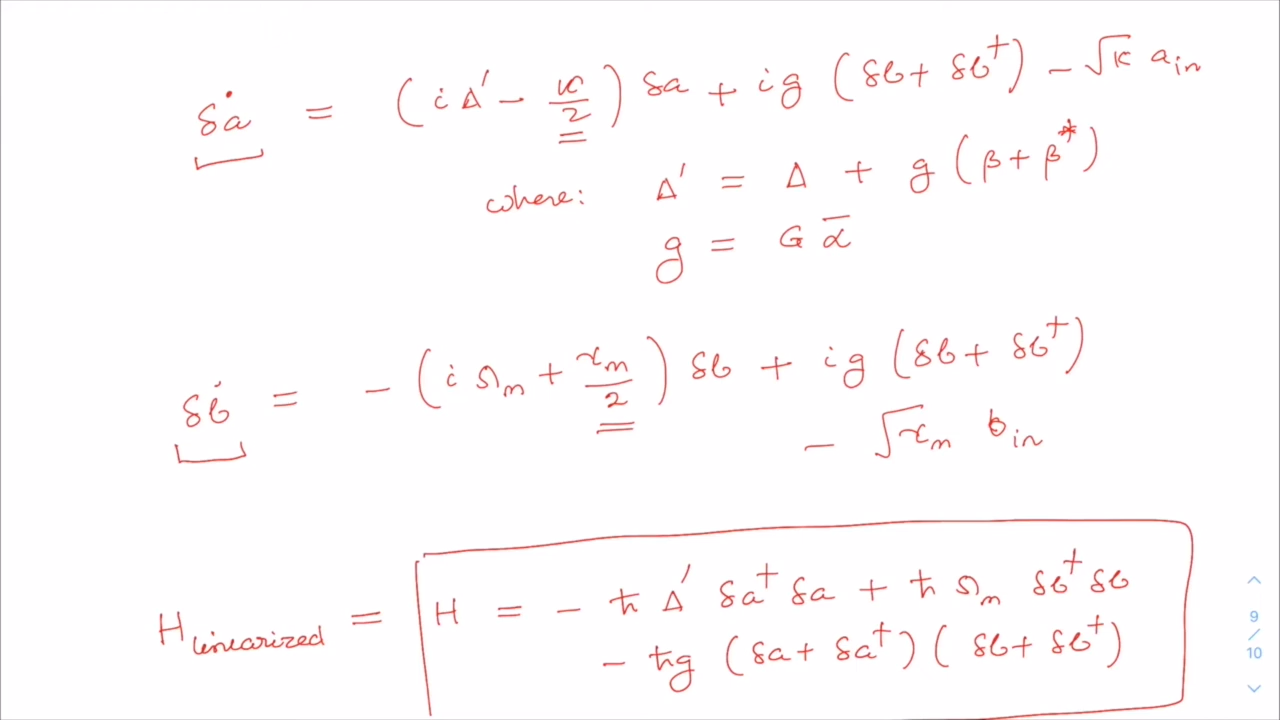 δȧ = (iΔ′ − κ/2) δa + ig (δb + δb†) − √κ a_in
where: Δ′ = Δ + g (β + β*)
g = G ᾱ
δḃ = − (i Ω_m + γ_m/2) δb + ig (δb + δb†)
− √γ_m b_in
H_linearized = H = − ħ Δ′ δa† δa + ħ Ω_m δb† δb
− ħg (δa + δa†) (δb + δb†)
9
/
10